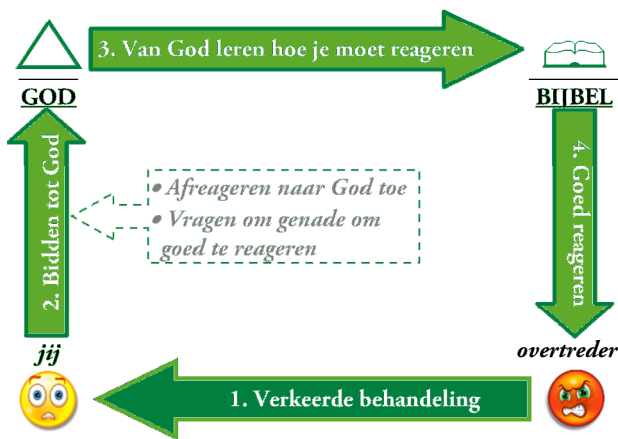 3. Van God leren hoe je moet reageren
GOD
BIJBEL
2. Bidden tot God
• Afreageren naar God toe
• Vragen om genade om
goed te reageren
4. Goed reageren
jij
overtreder
1. Verkeerde behandeling